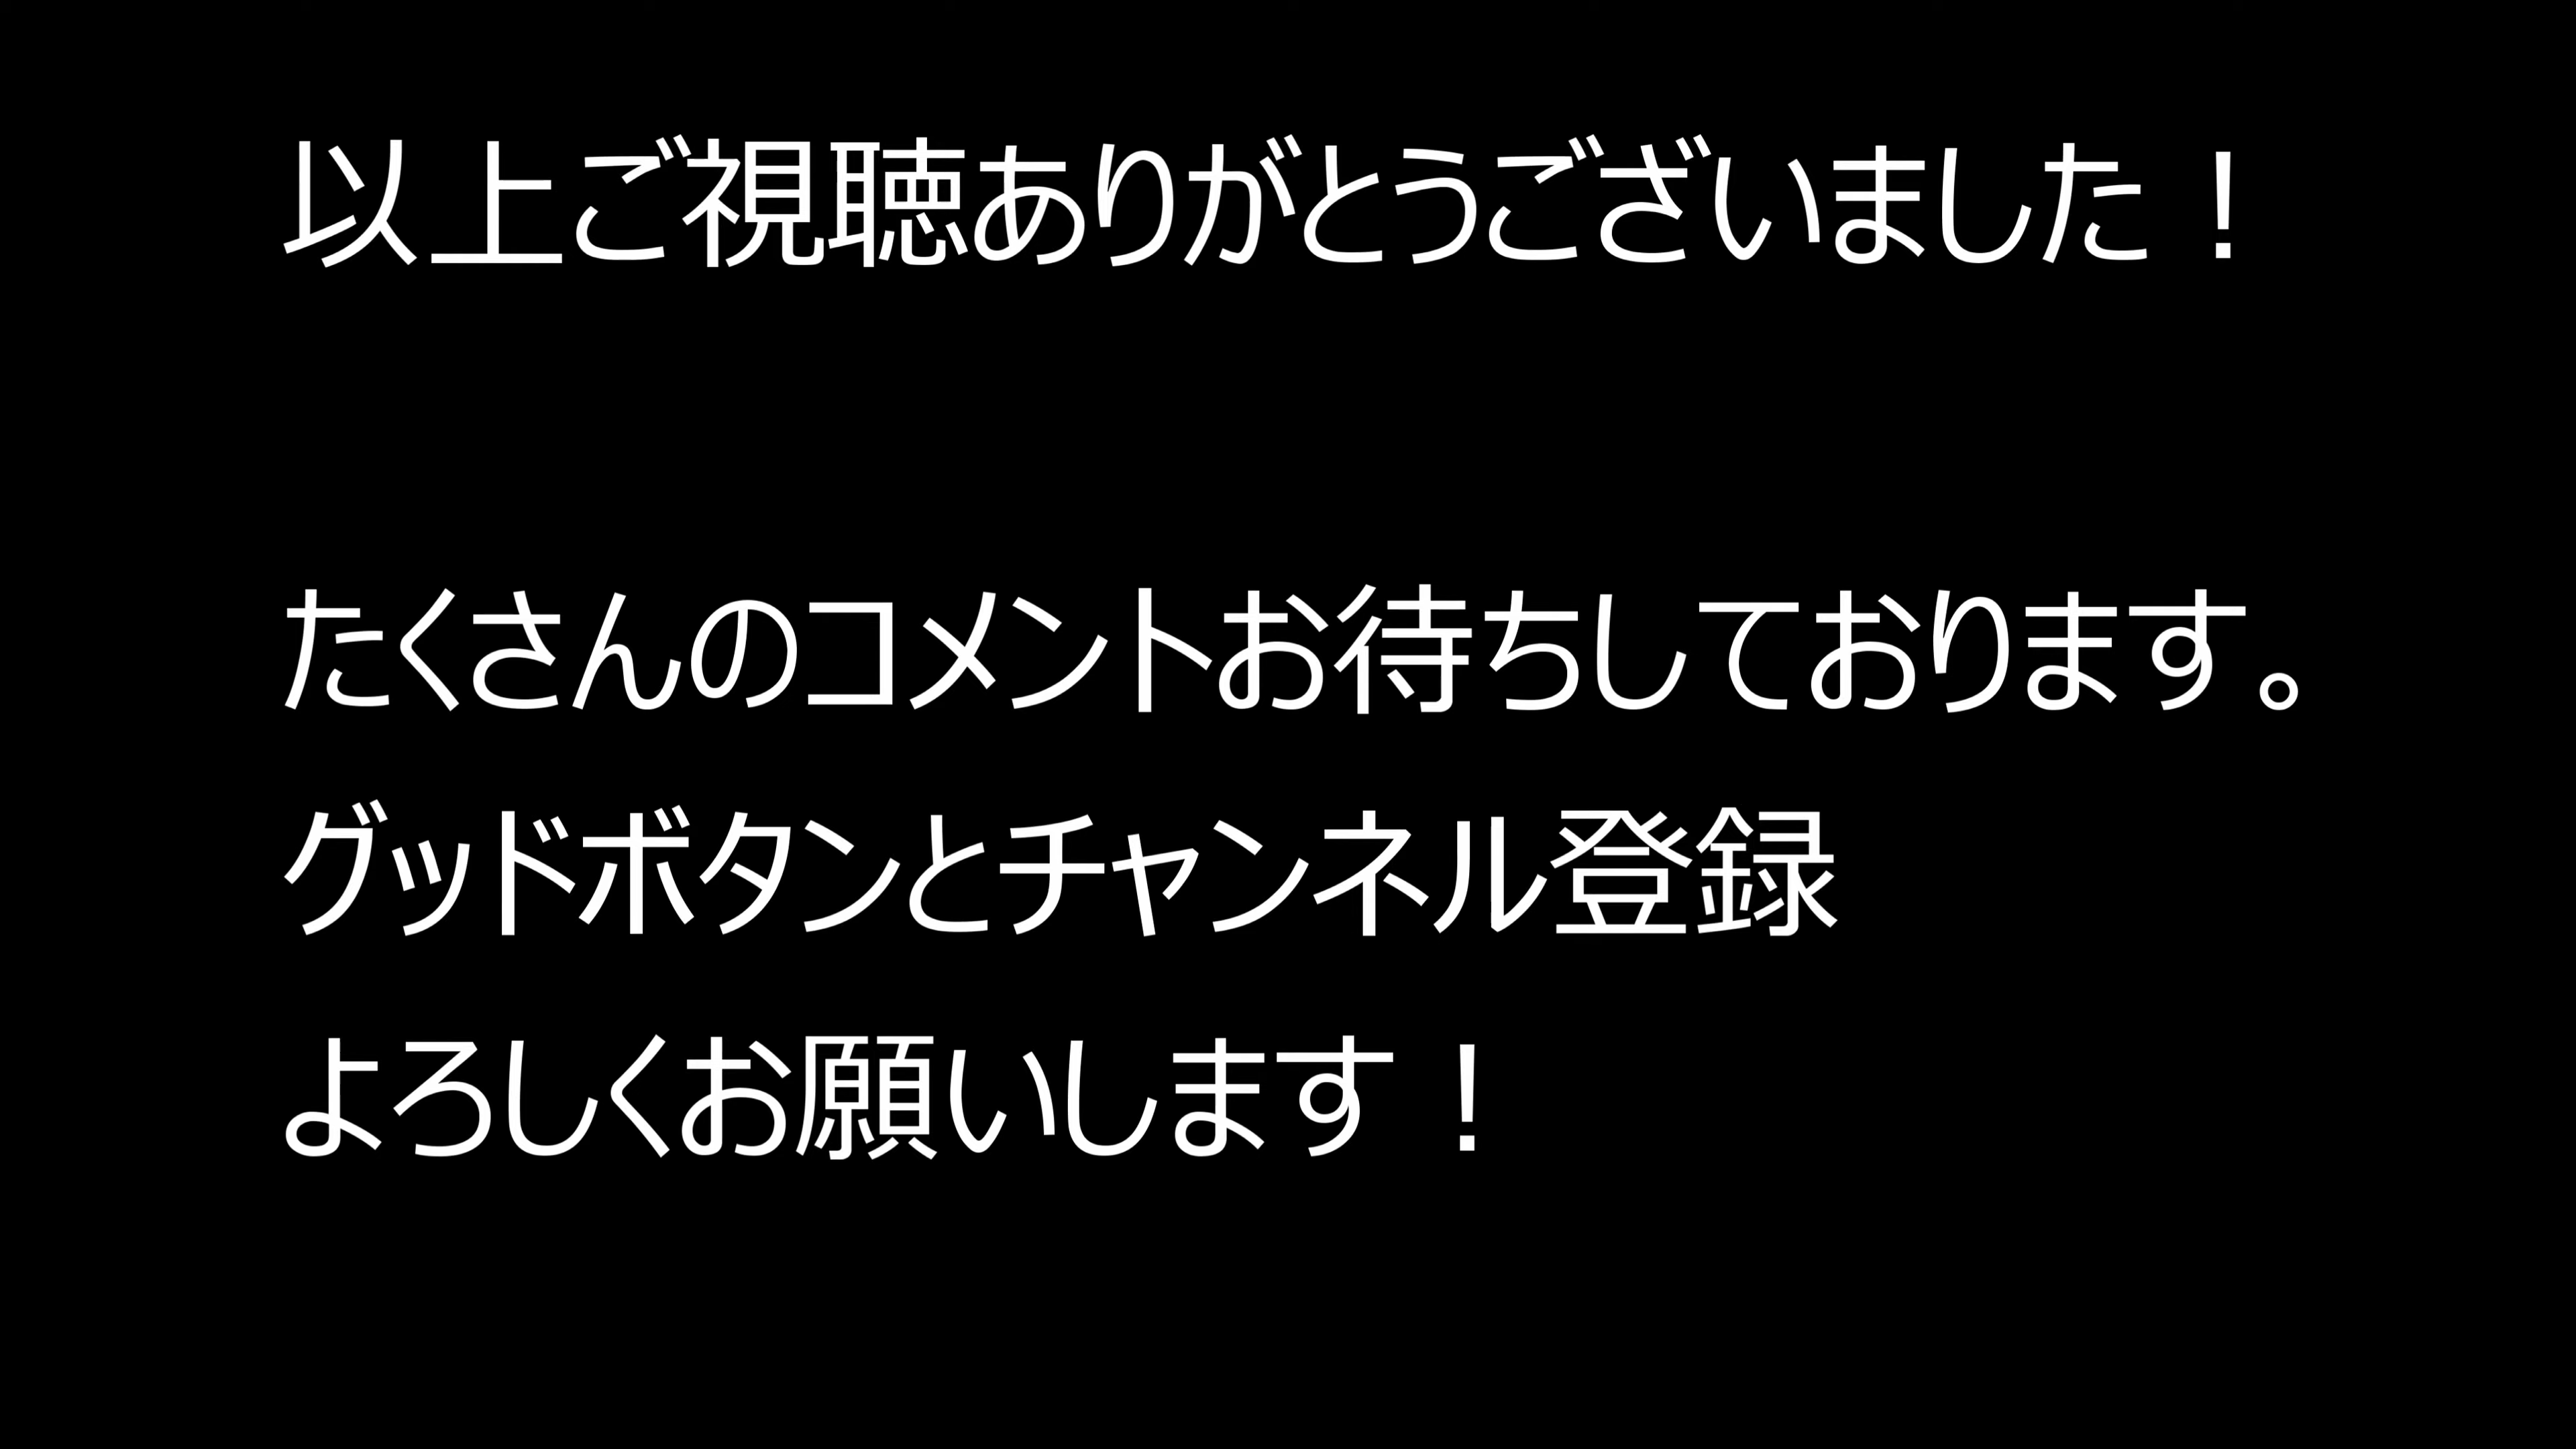 以上ご視聴ありがとうございました！
たくさんのコメントお待ちしております。
グッドボタンとチャンネル登録
よろしくお願いします！